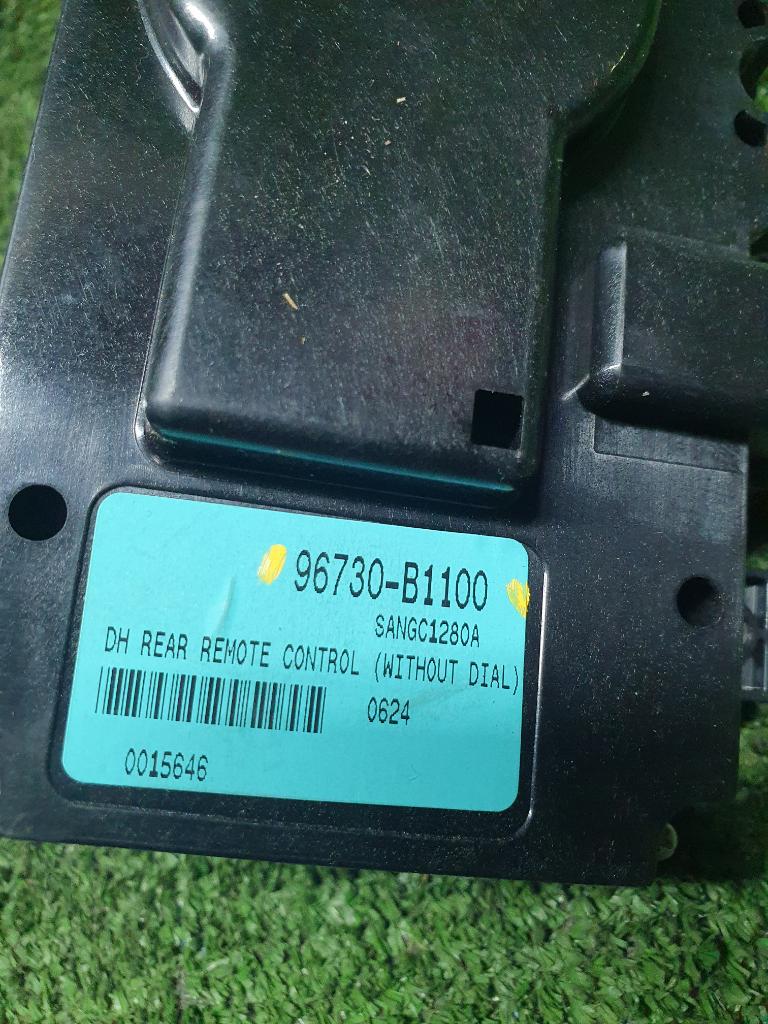 96730-B1100
SANGC1280A
DH REAR REMOTE CONTROL (WITHOUT DIAL)
0624
0015646